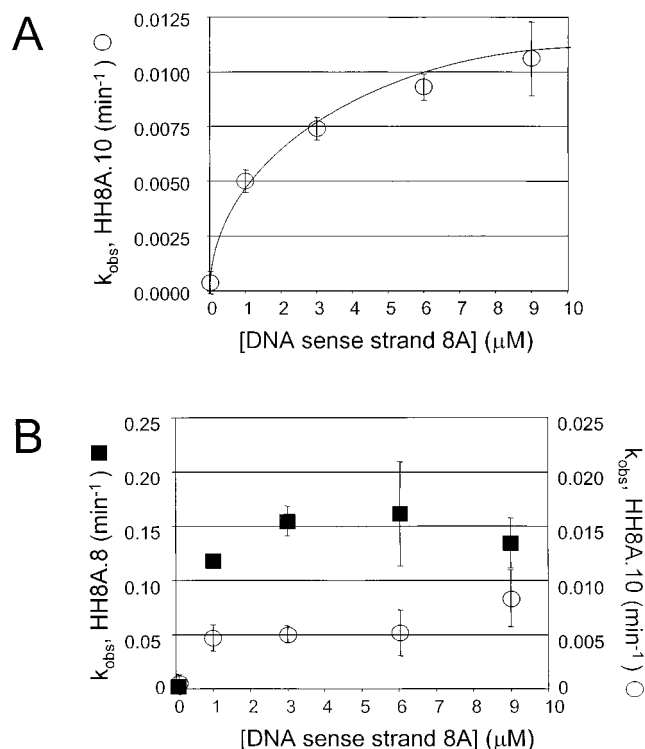 A
k_obs, HH8A.10 (min⁻¹) ○
0.0125
0.0100
0.0075
0.0050
0.0025
0.0000
0 1 2 3 4 5 6 7 8 9 10
[DNA sense strand 8A] (μM)
B
k_obs, HH8A.8 (min⁻¹) ■
0.25
0.20
0.15
0.10
0.05
0
0.025
0.020
0.015
0.010
0.005
0
k_obs, HH8A.10 (min⁻¹) ○
0 1 2 3 4 5 6 7 8 9 10
[DNA sense strand 8A] (μM)